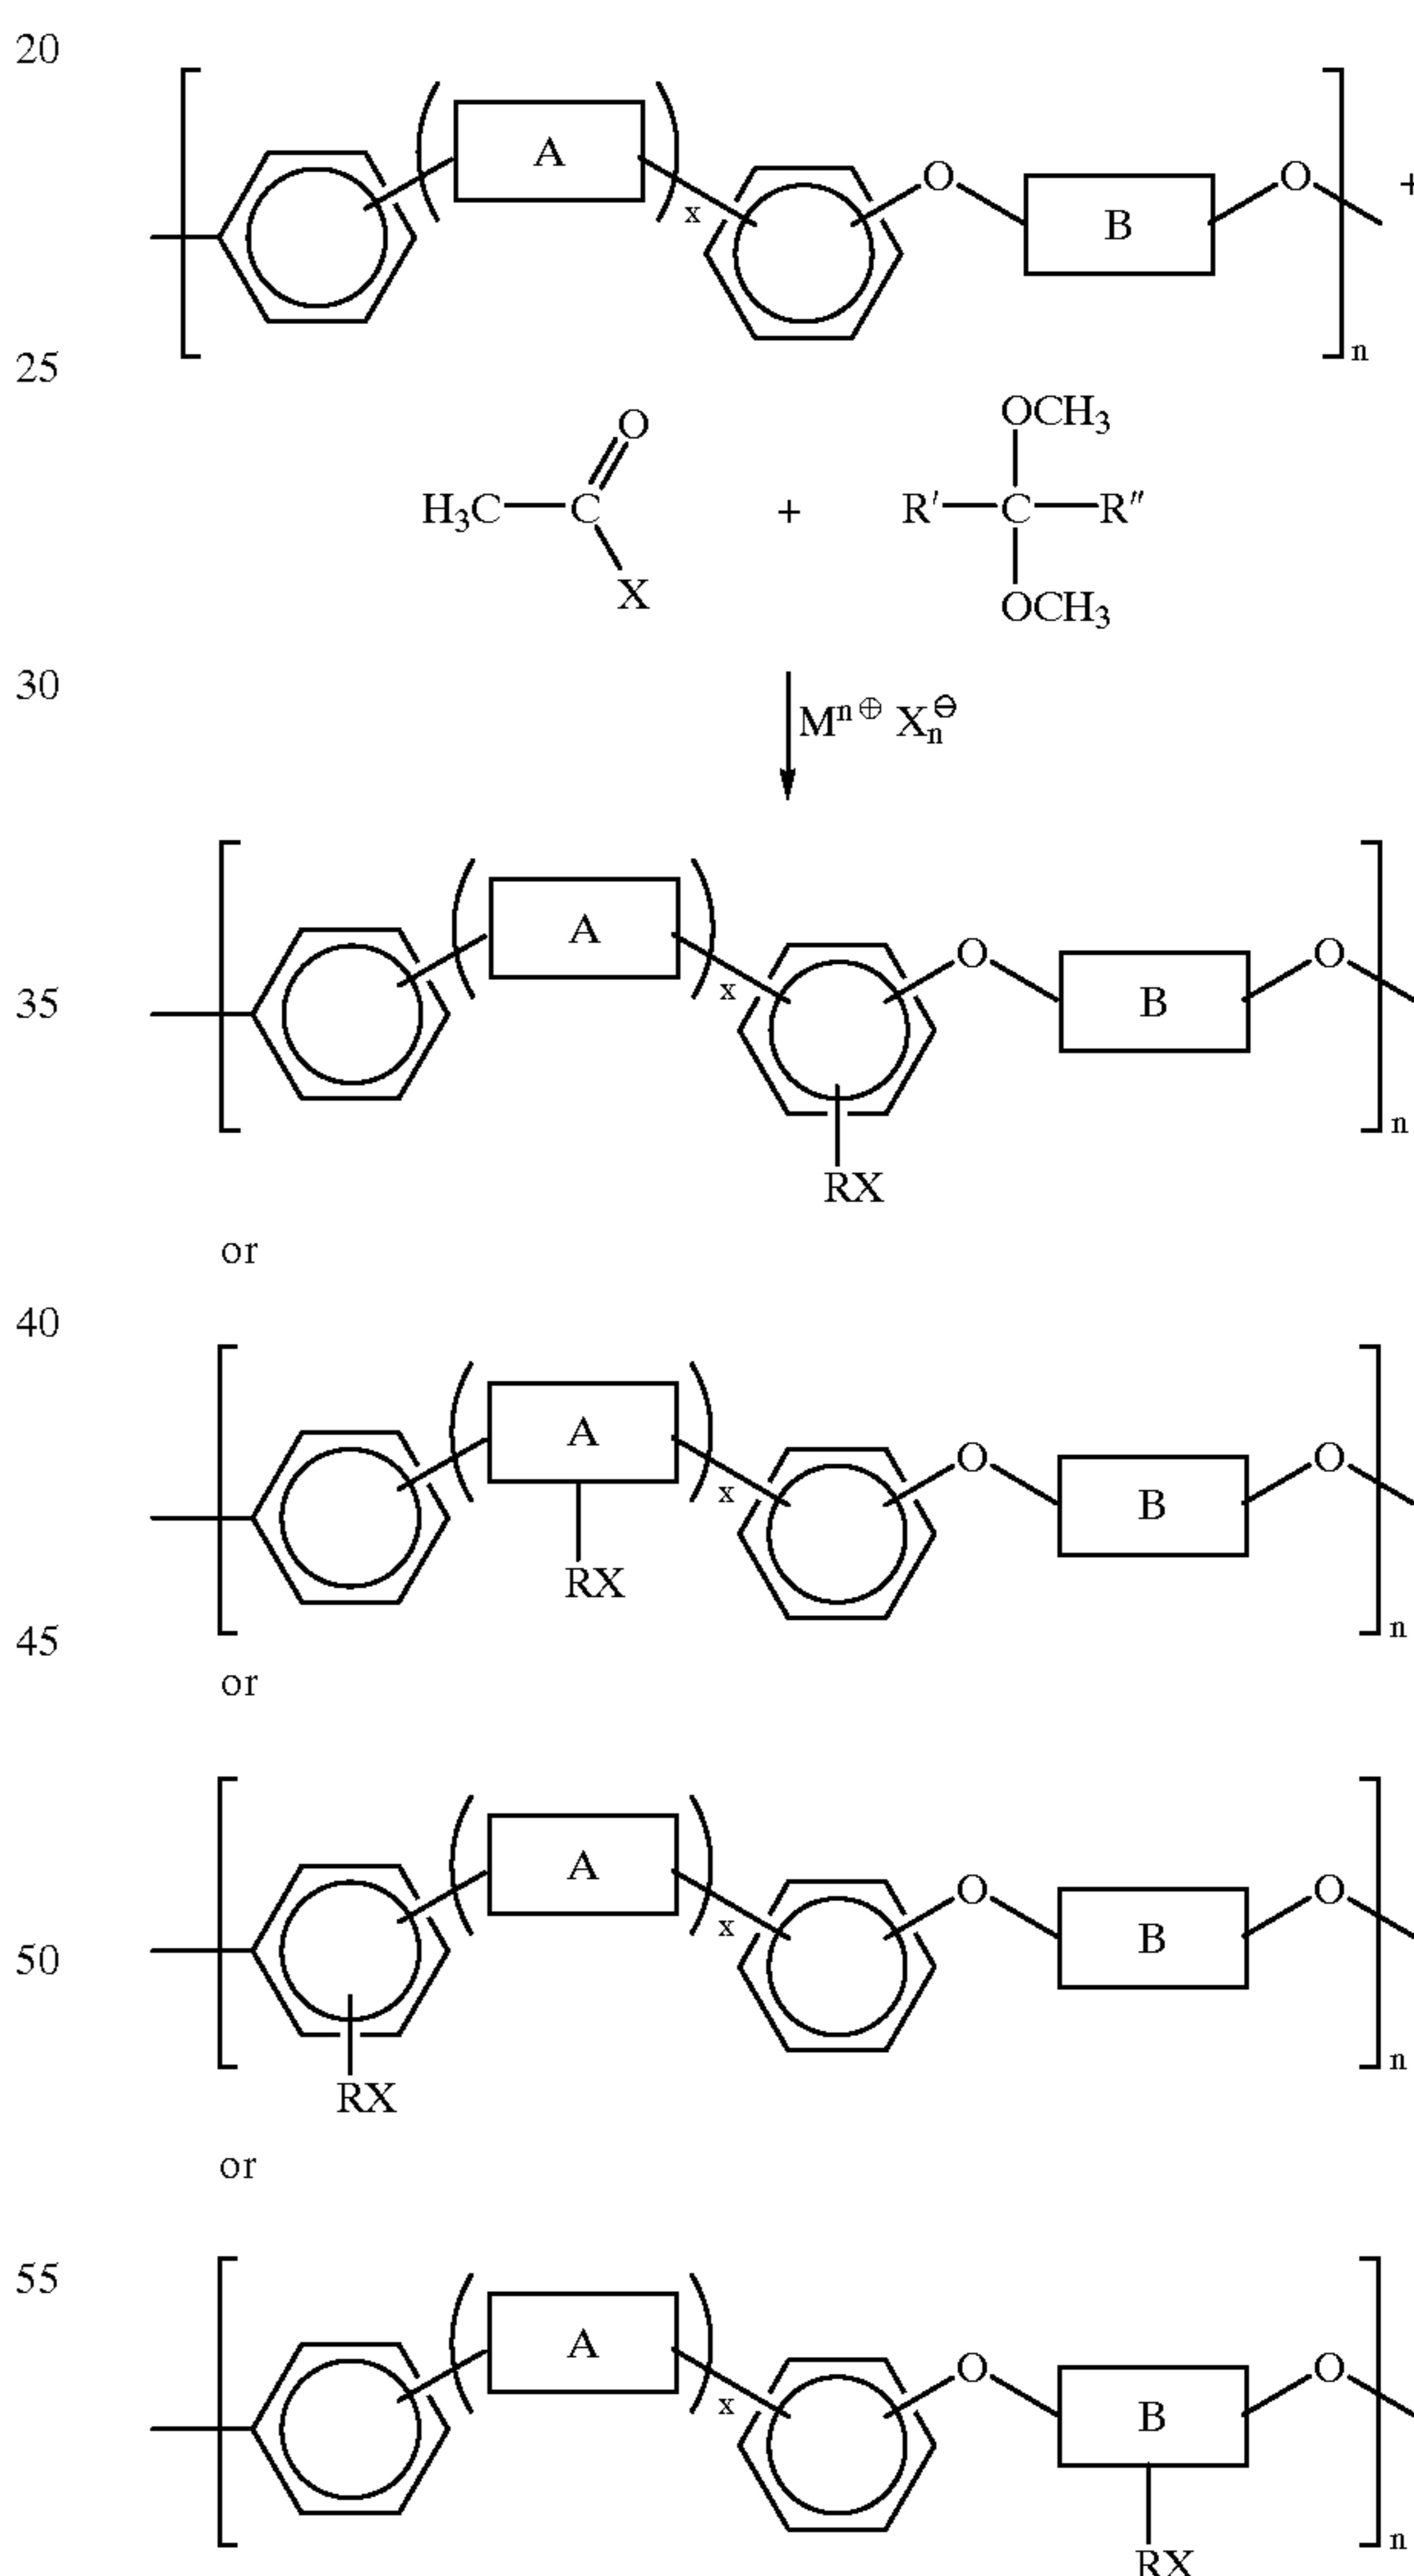 20
A
x
O
B
O
n
+
25
O
H3C
C
X
+
OCH3
R′
C
R″
OCH3
30
Mn⊕ Xn⊖
35
A
x
O
B
O
n
RX
or
40
A
x
O
B
O
n
RX
45
or
50
A
x
O
B
O
n
RX
or
55
A
x
O
B
O
n
RX